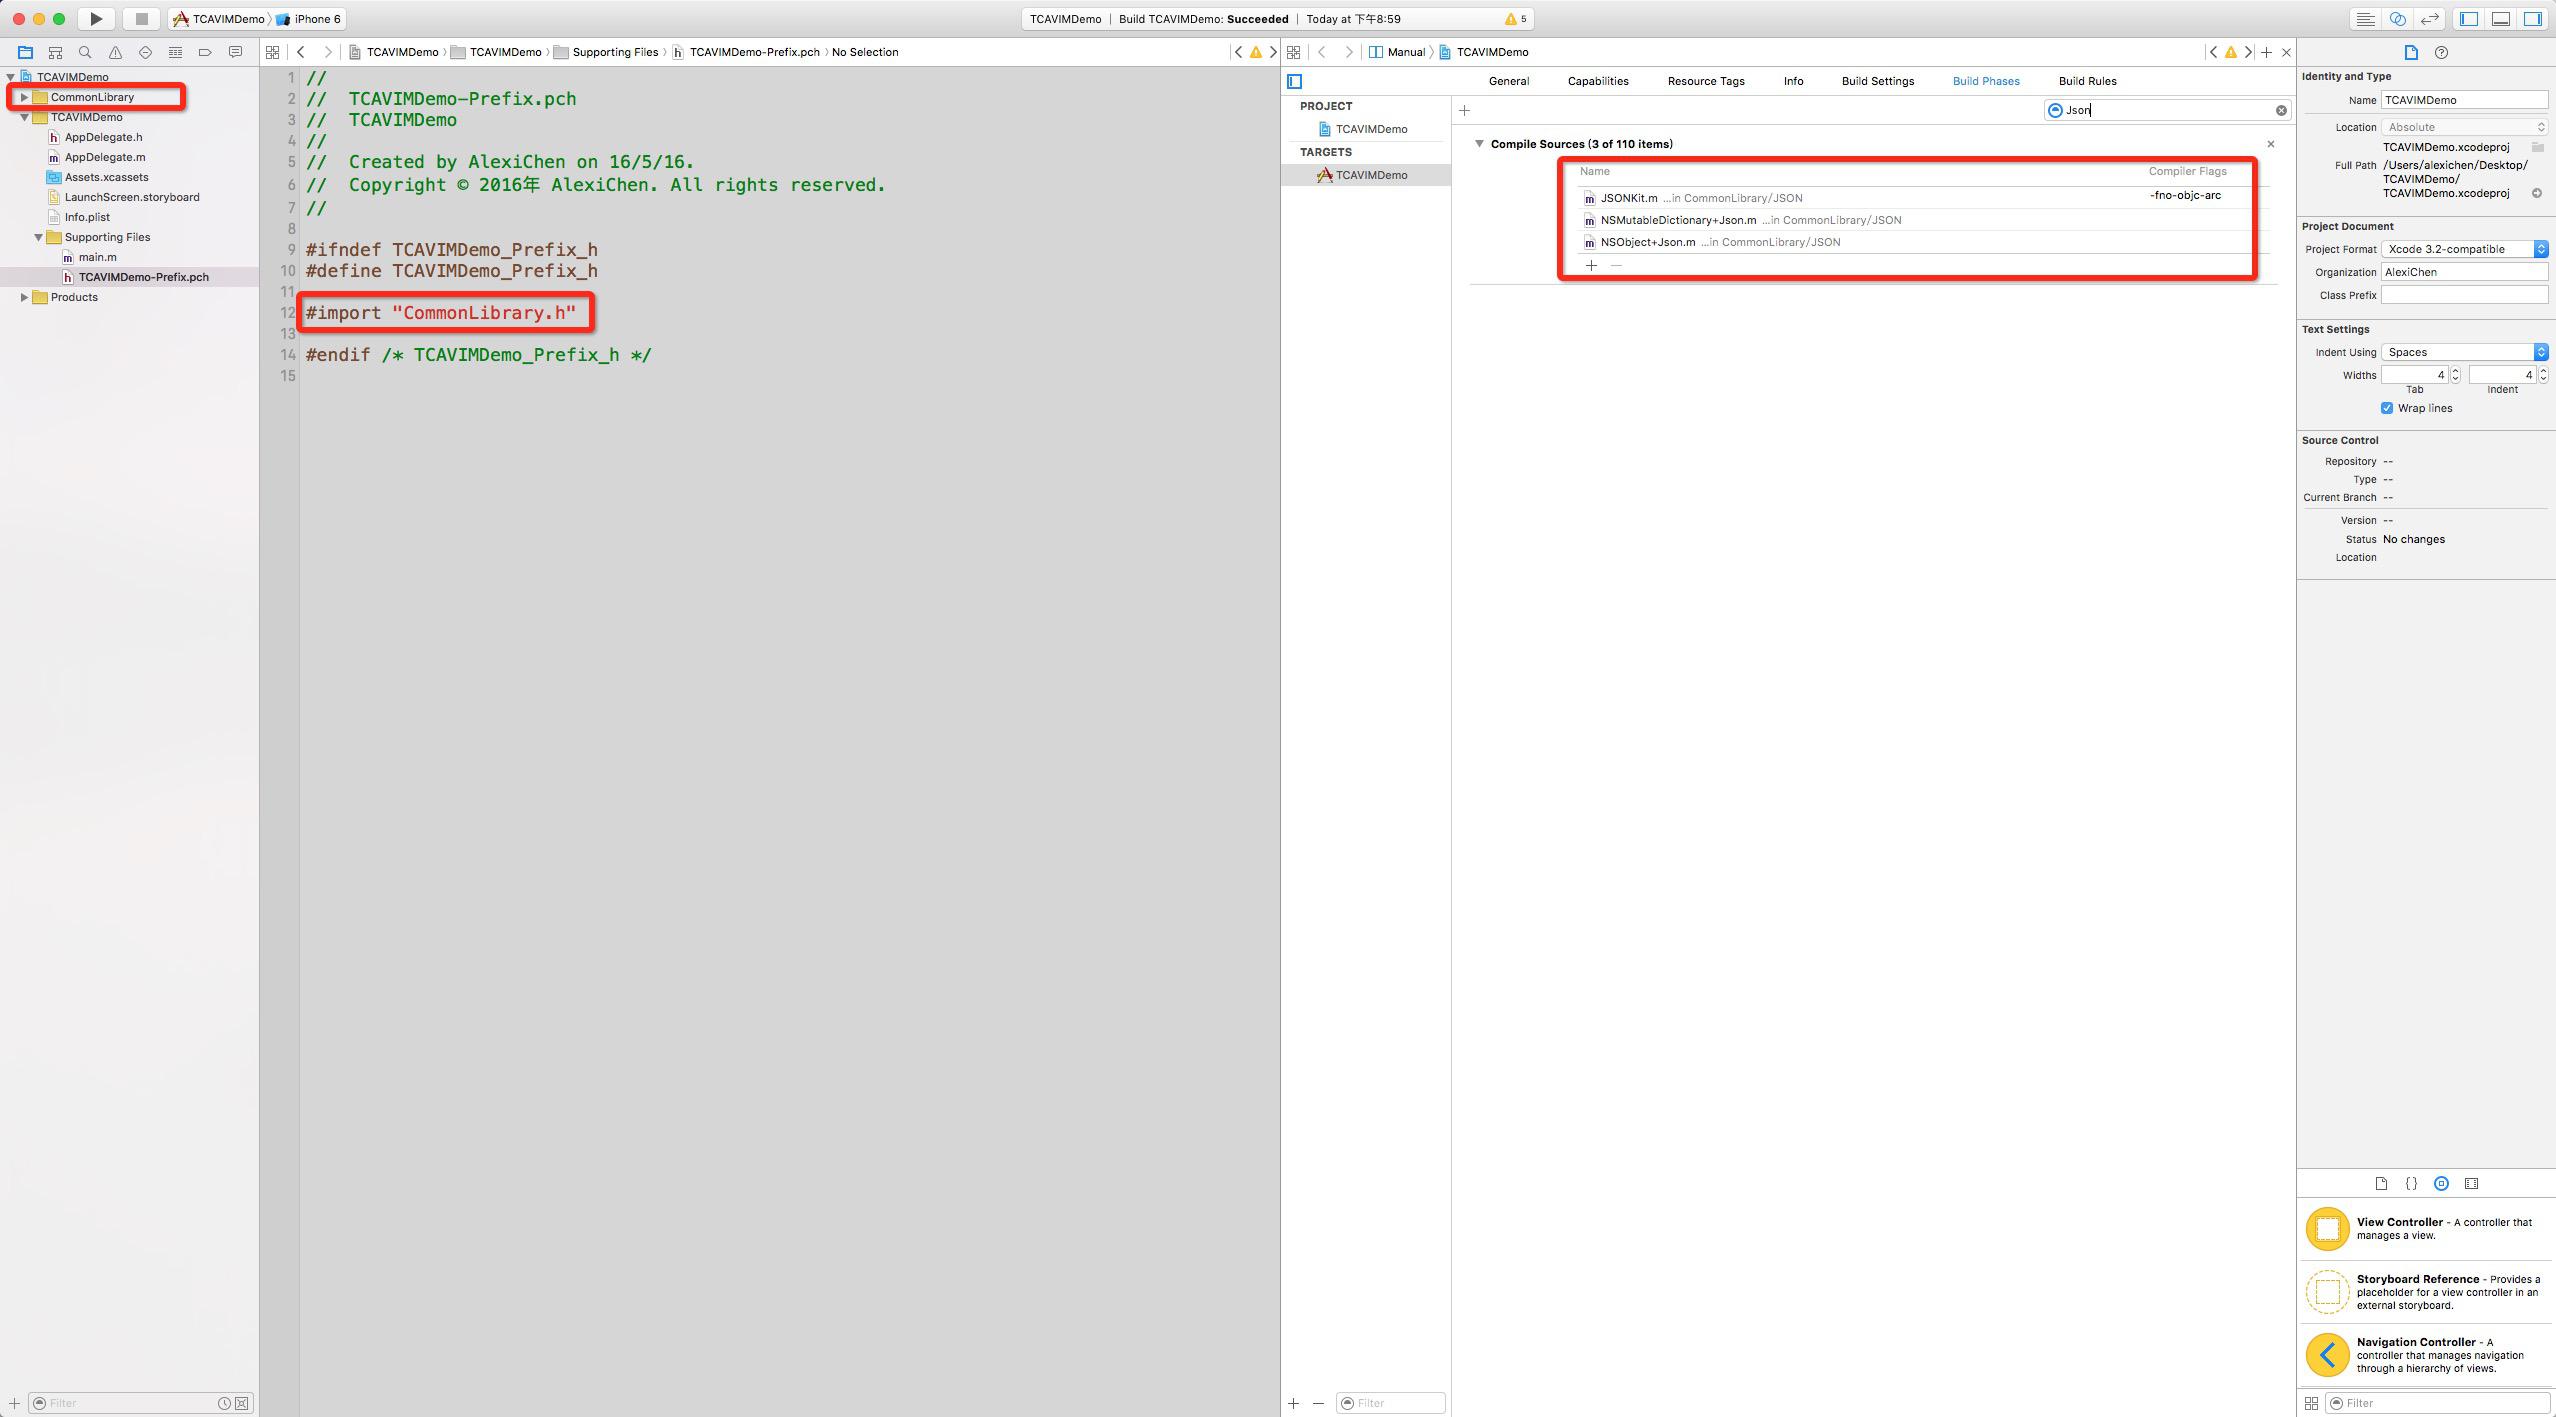 TCAVIMDemo iPhone 6
TCAVIMDemo | Build TCAVIMDemo: Succeeded | Today at 下午8:59 5
TCAVIMDemo
CommonLibrary
TCAVIMDemo
AppDelegate.h
AppDelegate.m
Assets.xcassets
LaunchScreen.storyboard
Info.plist
Supporting Files
main.m
TCAVIMDemo-Prefix.pch
Products
Filter
TCAVIMDemo TCAVIMDemo Supporting Files TCAVIMDemo-Prefix.pch No Selection
1 //
2 // TCAVIMDemo-Prefix.pch
3 // TCAVIMDemo
4 //
5 // Created by AlexiChen on 16/5/16.
6 // Copyright © 2016年 AlexiChen. All rights reserved.
7 //
8
9 #ifndef TCAVIMDemo_Prefix_h
10 #define TCAVIMDemo_Prefix_h
11
12 #import "CommonLibrary.h"
13
14 #endif /* TCAVIMDemo_Prefix_h */
15
Manual TCAVIMDemo
General Capabilities Resource Tags Info Build Settings Build Phases Build Rules
PROJECT
TCAVIMDemo
TARGETS
TCAVIMDemo
Filter
Json
Compile Sources (3 of 110 items)
Name Compiler Flags
JSONKit.m ...in CommonLibrary/JSON -fno-objc-arc
NSMutableDictionary+Json.m ...in CommonLibrary/JSON
NSObject+Json.m ...in CommonLibrary/JSON
Identity and Type
Name TCAVIMDemo
Location Absolute
TCAVIMDemo.xcodeproj
Full Path /Users/alexichen/Desktop/
TCAVIMDemo/
TCAVIMDemo.xcodeproj
Project Document
Project Format Xcode 3.2-compatible
Organization AlexiChen
Class Prefix
Text Settings
Indent Using Spaces
Widths 4 4
Tab Indent
Wrap lines
Source Control
Repository --
Type --
Current Branch --
Version --
Status No changes
Location
{}
View Controller - A controller that
manages a view.
Storyboard Reference - Provides a
placeholder for a view controller in an
external storyboard.
Navigation Controller - A
controller that manages navigation
through a hierarchy of views.
Filter